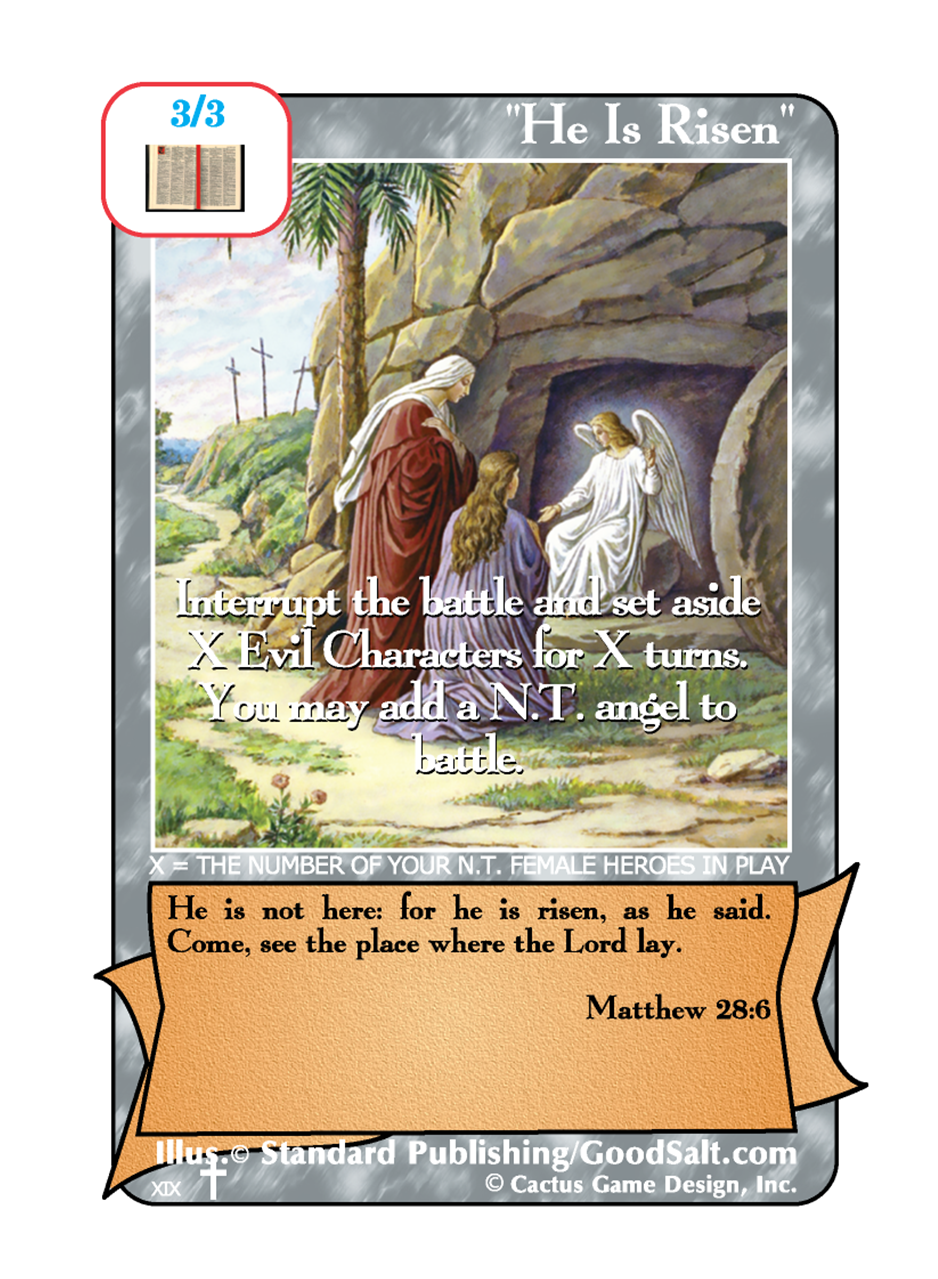 3/3
"He Is Risen"
Interrupt the battle and set aside
X Evil Characters for X turns.
You may add a N.T. angel to
battle.
X = THE NUMBER OF YOUR N.T. FEMALE HEROES IN PLAY
He is not here: for he is risen, as he said.
Come, see the place where the Lord lay.
Matthew 28:6
Illus.© Standard Publishing/GoodSalt.com
XIX
© Cactus Game Design, Inc.